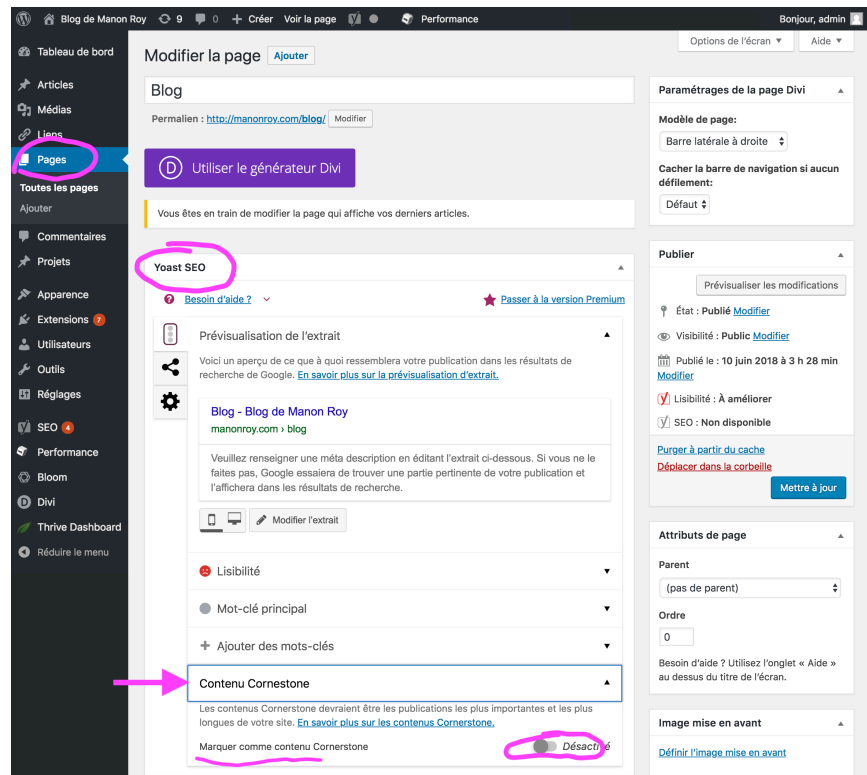 Blog de Manon Roy 9 0 + Créer Voir la page Performance Bonjour, admin
Options de l'écran ▼ Aide ▼
Tableau de bord
Articles
Médias
Liens
Pages
Toutes les pages
Ajouter
Commentaires
Projets
Apparence
Extensions 7
Utilisateurs
Outils
Réglages
SEO 4
Performance
Bloom
Divi
Thrive Dashboard
Réduire le menu
Modifier la page Ajouter
Blog
Permalien : http://manonroy.com/blog/ Modifier
D Utiliser le générateur Divi
Vous êtes en train de modifier la page qui affiche vos derniers articles.
Yoast SEO
Besoin d'aide ? Passer à la version Premium
Prévisualisation de l'extrait
Voici un aperçu de ce que à quoi ressemblera votre publication dans les résultats de
recherche de Google. En savoir plus sur la prévisualisation d'extrait.
Blog - Blog de Manon Roy
manonroy.com › blog
Veuillez renseigner une méta description en éditant l'extrait ci-dessous. Si vous ne le
faites pas, Google essaiera de trouver une partie pertinente de votre publication et
l'affichera dans les résultats de recherche.
Modifier l'extrait
Lisibilité
Mot-clé principal
+ Ajouter des mots-clés
Contenu Cornestone
Les contenus Cornerstone devraient être les publications les plus importantes et les plus
longues de votre site. En savoir plus sur les contenus Cornerstone.
Marquer comme contenu Cornerstone Désactivé
Paramétrages de la page Divi
Modèle de page:
Barre latérale à droite
Cacher la barre de navigation si aucun
défilement:
Défaut
Publier
Prévisualiser les modifications
État : Publié Modifier
Visibilité : Public Modifier
Publié le : 10 juin 2018 à 3 h 28 min
Modifier
Lisibilité : À améliorer
SEO : Non disponible
Purger à partir du cache
Déplacer dans la corbeille
Mettre à jour
Attributs de page
Parent
(pas de parent)
Ordre
0
Besoin d'aide ? Utilisez l'onglet « Aide »
au dessus du titre de l'écran.
Image mise en avant
Définir l'image mise en avant